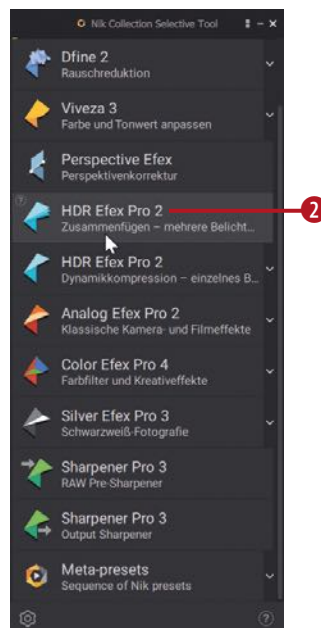 Nik Collection Selective Tool
Dfine 2
Rauschreduktion
Viveza 3
Farbe und Tonwert anpassen
Perspective Efex
Perspektivenkorrektur
?
HDR Efex Pro 2
Zusammenfügen – mehrere Belicht...
2
HDR Efex Pro 2
Dynamikkompression – einzelnes B...
Analog Efex Pro 2
Klassische Kamera- und Filmeffekte
Color Efex Pro 4
Farbfilter und Kreativeffekte
Silver Efex Pro 3
Schwarzweiß-Fotografie
Sharpener Pro 3
RAW Pre-Sharpener
Sharpener Pro 3
Output Sharpener
Meta-presets
Sequence of Nik presets
?